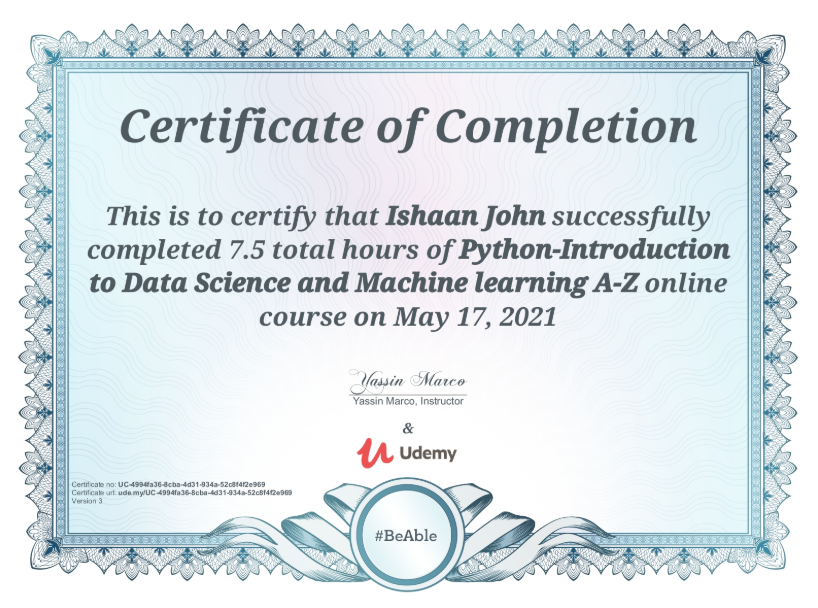 Certificate of Completion
This is to certify that Ishaan John successfully
completed 7.5 total hours of Python-Introduction
to Data Science and Machine learning A-Z online
course on May 17, 2021
Yassin Marco
Yassin Marco, Instructor
&
Udemy
Certificate no: UC-4994fa36-8cba-4d31-934a-52c8f4f2e969
Certificate url: ude.my/UC-4994fa36-8cba-4d31-934a-52c8f4f2e969
Version 3
#BeAble